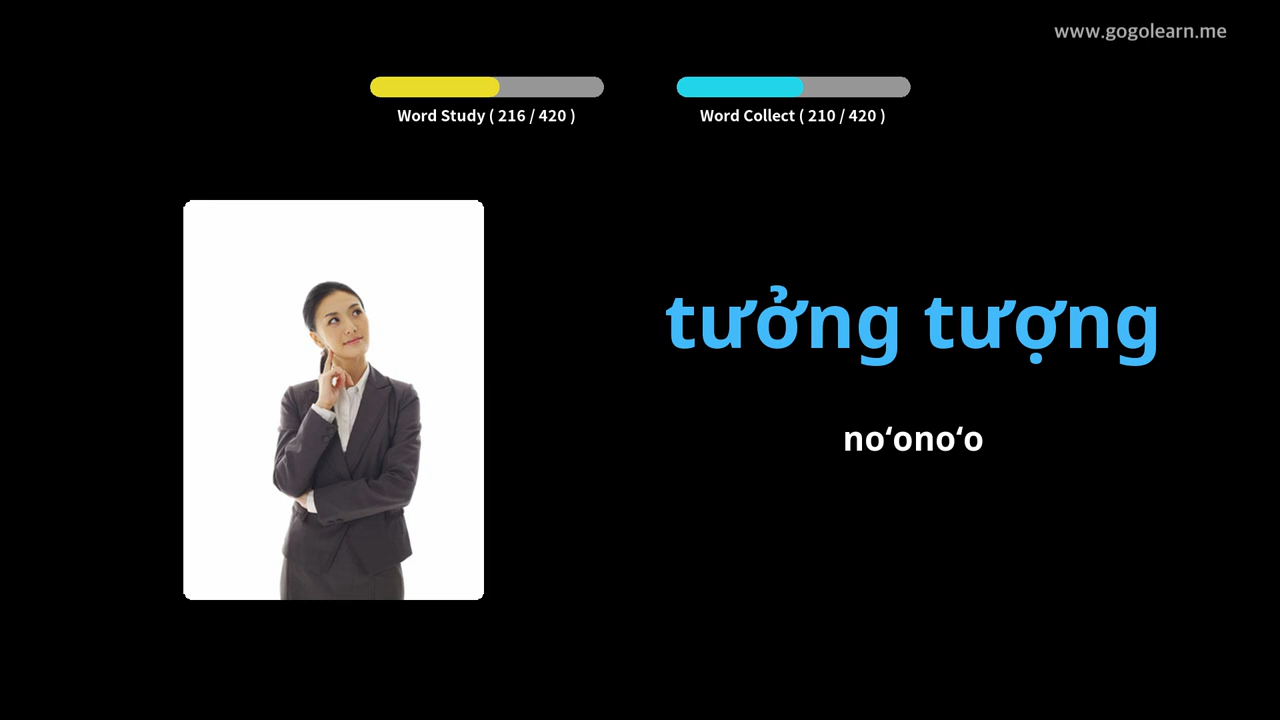 www.gogolearn.me
Word Study ( 216 / 420 )
Word Collect ( 210 / 420 )
tưởng tượng
noʻonoʻo